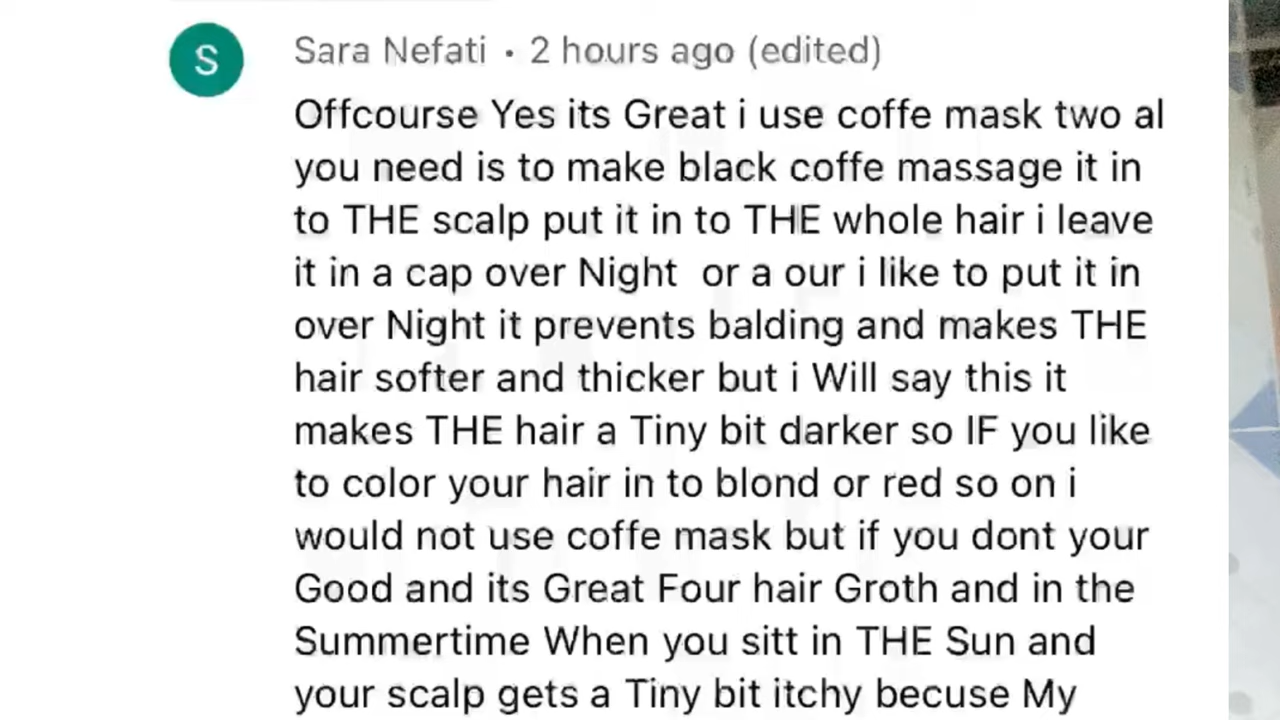 S
Sara Nefati • 2 hours ago (edited)
Offcourse Yes its Great i use coffe mask two al
you need is to make black coffe massage it in
to THE scalp put it in to THE whole hair i leave
it in a cap over Night  or a our i like to put it in
over Night it prevents balding and makes THE
hair softer and thicker but i Will say this it
makes THE hair a Tiny bit darker so IF you like
to color your hair in to blond or red so on i
would not use coffe mask but if you dont your
Good and its Great Four hair Groth and in the
Summertime When you sitt in THE Sun and
your scalp gets a Tiny bit itchy becuse My